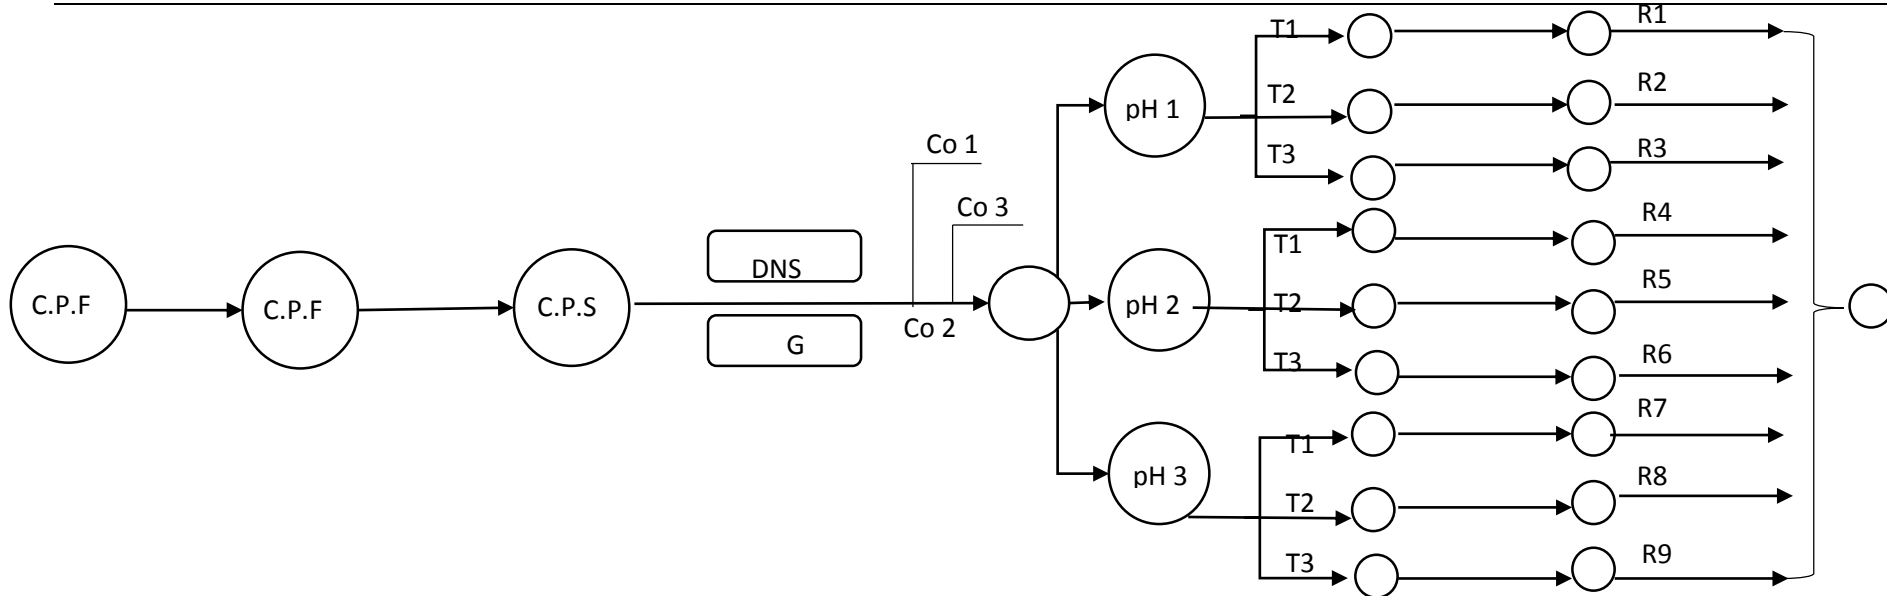 C.P.F
C.P.F
C.P.S
DNS
G
Co 1
Co 3
Co 2
pH 1
T1
T2
T3
R1
R2
R3
pH 2
T1
T2
T3
R4
R5
R6
pH 3
T1
T2
T3
R7
R8
R9